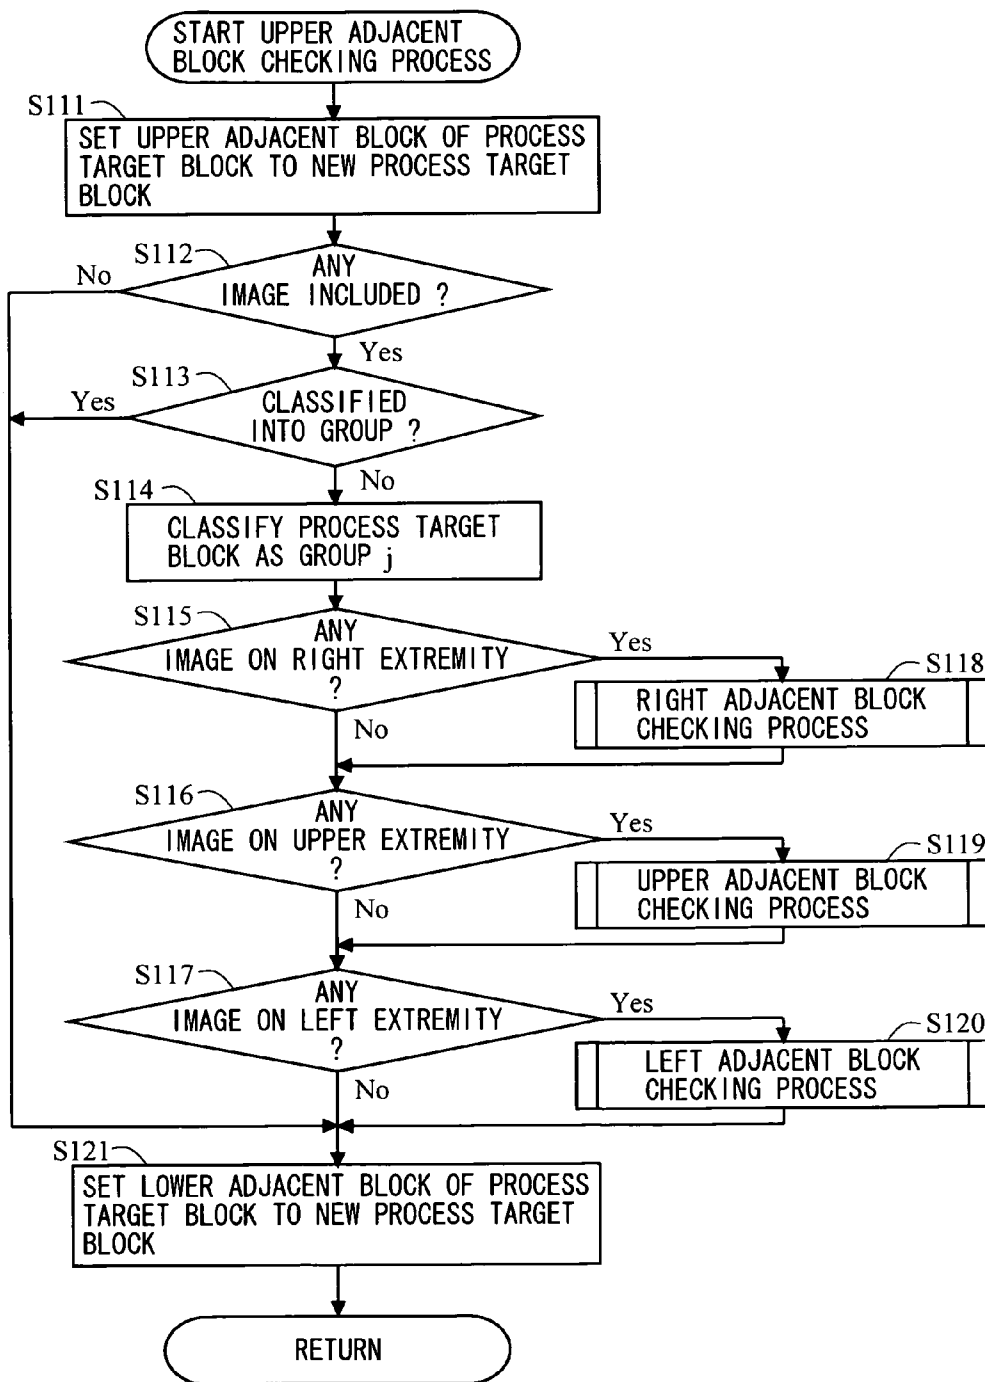 START UPPER ADJACENT
BLOCK CHECKING PROCESS
S111
SET UPPER ADJACENT BLOCK OF PROCESS
TARGET BLOCK TO NEW PROCESS TARGET
BLOCK
S112
No
ANY
IMAGE INCLUDED ?
Yes
S113
Yes
CLASSIFIED
INTO GROUP ?
No
S114
CLASSIFY PROCESS TARGET
BLOCK AS GROUP j
S115
ANY
IMAGE ON RIGHT EXTREMITY
?
Yes
S118
RIGHT ADJACENT BLOCK
CHECKING PROCESS
No
S116
ANY
IMAGE ON UPPER EXTREMITY
?
Yes
S119
UPPER ADJACENT BLOCK
CHECKING PROCESS
No
S117
ANY
IMAGE ON LEFT EXTREMITY
?
Yes
S120
LEFT ADJACENT BLOCK
CHECKING PROCESS
No
S121
SET LOWER ADJACENT BLOCK OF PROCESS
TARGET BLOCK TO NEW PROCESS TARGET
BLOCK
RETURN